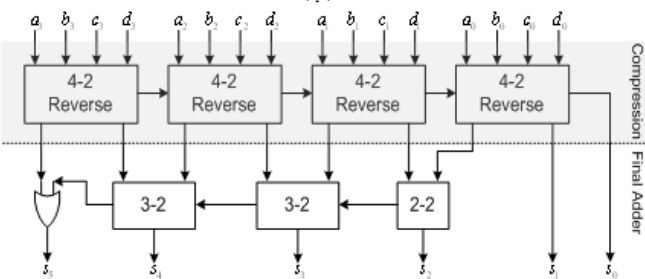 a₃ b₃ c₃ d₃ a₂ b₂ c₂ d₂ a₁ b₁ c₁ d a₀ b₀ c₀ d₀
4-2 Reverse
4-2 Reverse
4-2 Reverse
4-2 Reverse
Compression
Final Adder
3-2 3-2 2-2
s₅ s₄ s₃ s₂ s₁ s₀